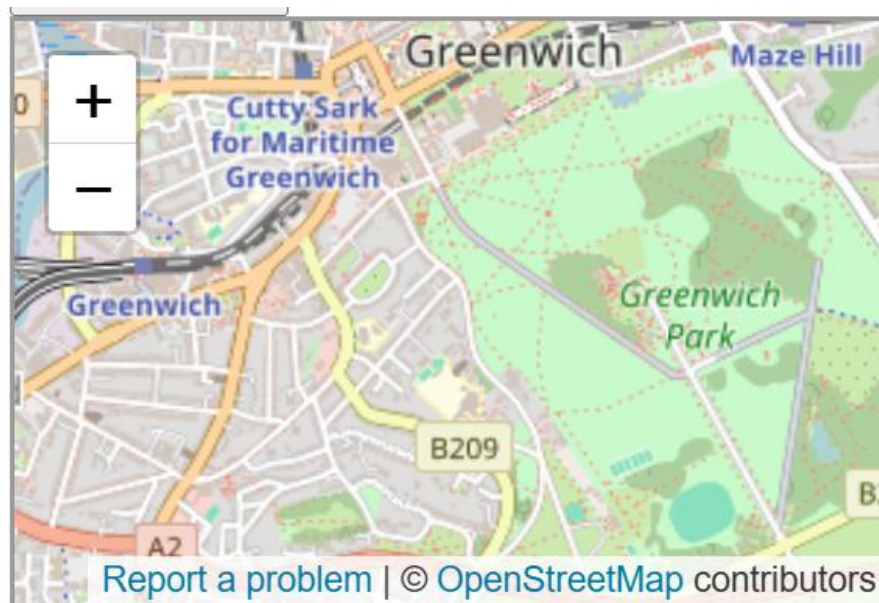 Greenwich
Maze Hill
+
Cutty Sark
for Maritime
Greenwich
−
Greenwich
Greenwich
Park
B209
A2
Report a problem | © OpenStreetMap contributors